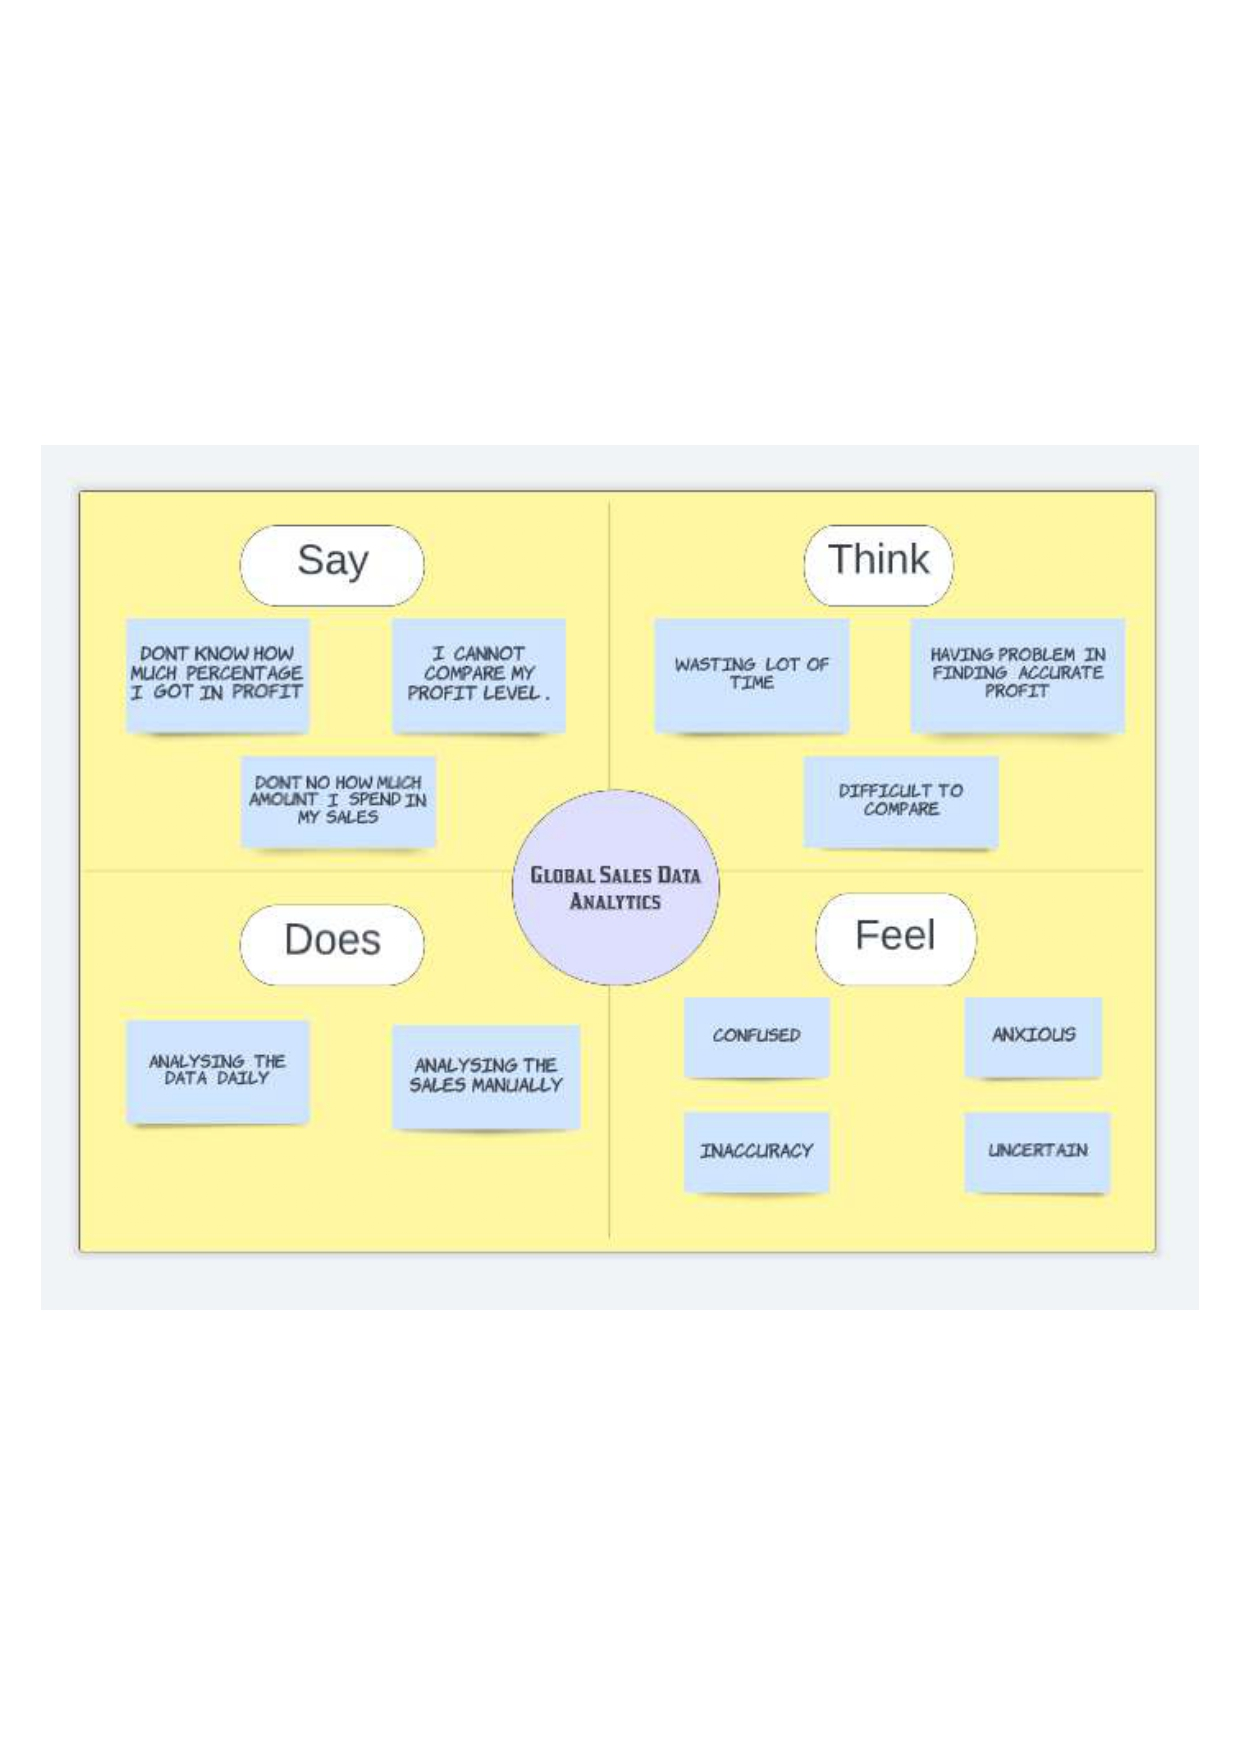 Say
DONT KNOW HOW
MUCH PERCENTAGE
I GOT IN PROFIT
I CANNOT
COMPARE MY
PROFIT LEVEL.
DONT NO HOW MUCH
AMOUNT I SPEND IN
MY SALES
Think
WASTING LOT OF
TIME
HAVING PROBLEM IN
FINDING ACCURATE
PROFIT
DIFFICULT TO
COMPARE
GLOBAL SALES DATA
ANALYTICS
Does
ANALYSING THE
DATA DAILY
ANALYSING THE
SALES MANUALLY
Feel
CONFUSED
ANXIOUS
INACCURACY
UNCERTAIN